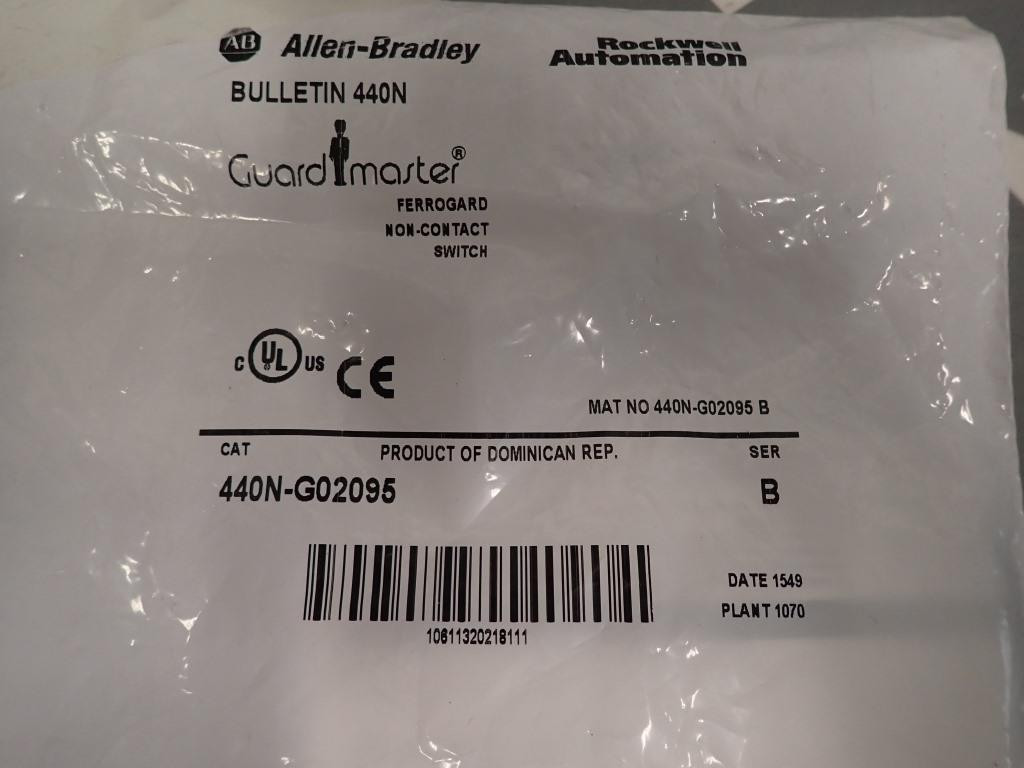 AB Allen-Bradley Rockwell Automation
BULLETIN 440N
Guardmaster®
FERROGARD
NON-CONTACT
SWITCH
C UL US CE
MAT NO 440N-G02095 B
CAT PRODUCT OF DOMINICAN REP. SER
440N-G02095 B
DATE 1549
PLANT 1070
10611320218111